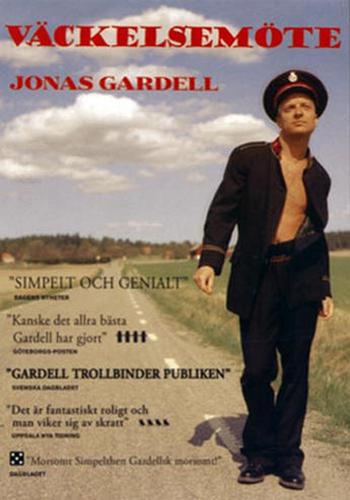 VÄCKELSEMÖTE
JONAS GARDELL
"SIMPELT OCH GENIALT"
DAGENS NYHETER
"Kanske det allra bästa
Gardell har gjort"
GÖTEBORGS-POSTEN
"GARDELL TROLLBINDER PUBLIKEN"
SVENSKA DAGBLADET
"Det är fantastiskt roligt och
man viker sig av skratt"
UPPSALA NYA TIDNING
"Morsomt Simpelthen Gardellsk morsomt!"
DAGBLADET